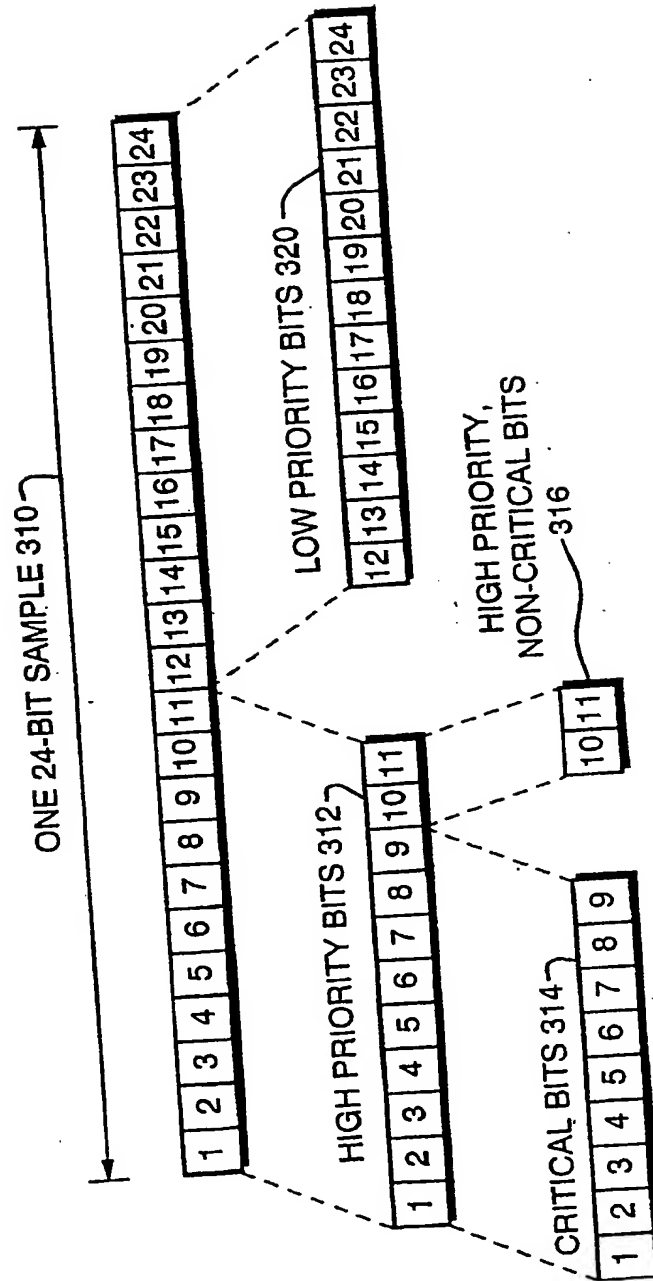 ONE 24-BIT SAMPLE 310
1 2 3 4 5 6 7 8 9 10 11 12 13 14 15 16 17 18 19 20 21 22 23 24
LOW PRIORITY BITS 320
12 13 14 15 16 17 18 19 20 21 22 23 24
HIGH PRIORITY BITS 312
1 2 3 4 5 6 7 8 9 10 11
HIGH PRIORITY,
NON-CRITICAL BITS
316
10 11
CRITICAL BITS 314
1 2 3 4 5 6 7 8 9